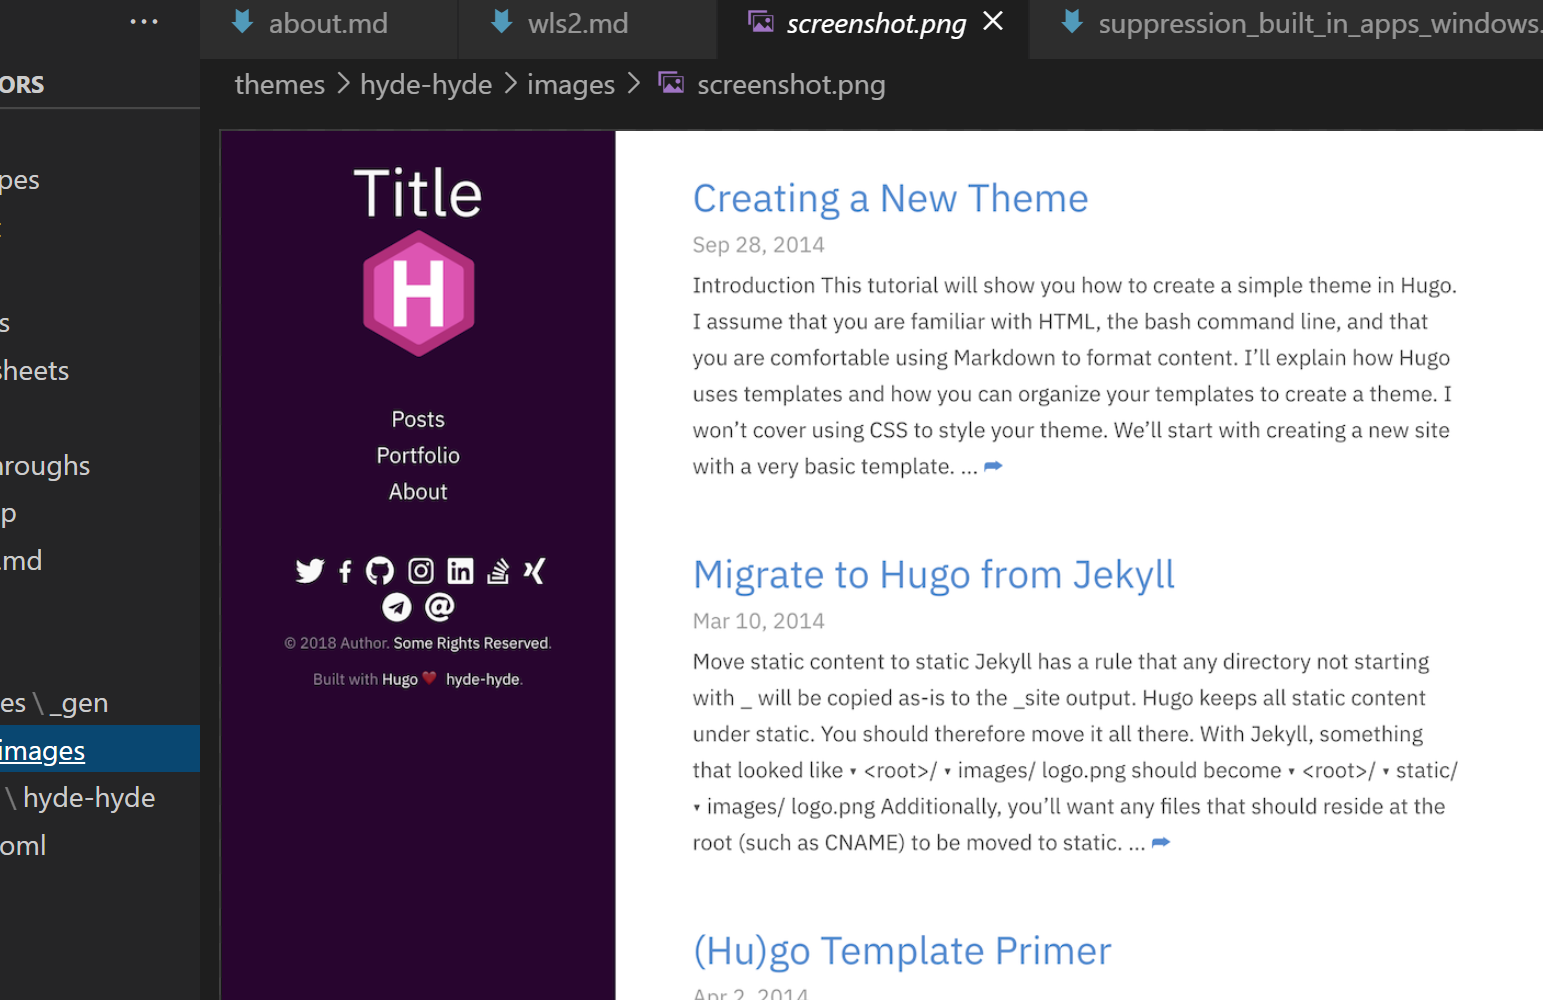 ...
about.md
wls2.md
screenshot.png
suppression_built_in_apps_windows.
themes > hyde-hyde > images > screenshot.png
ORS
pes
s
sheets
hroughs
p
.md
es \ _gen
images
\ hyde-hyde
oml
Title
H
Posts
Portfolio
About
© 2018 Author. Some Rights Reserved.
Built with Hugo ❤ hyde-hyde.
Creating a New Theme
Sep 28, 2014
Introduction This tutorial will show you how to create a simple theme in Hugo.
I assume that you are familiar with HTML, the bash command line, and that
you are comfortable using Markdown to format content. I’ll explain how Hugo
uses templates and how you can organize your templates to create a theme. I
won’t cover using CSS to style your theme. We’ll start with creating a new site
with a very basic template. ... ➦
Migrate to Hugo from Jekyll
Mar 10, 2014
Move static content to static Jekyll has a rule that any directory not starting
with _ will be copied as-is to the _site output. Hugo keeps all static content
under static. You should therefore move it all there. With Jekyll, something
that looked like ▾ <root>/ ▾ images/ logo.png should become ▾ <root>/ ▾ static/
▾ images/ logo.png Additionally, you’ll want any files that should reside at the
root (such as CNAME) to be moved to static. ... ➦
(Hu)go Template Primer
Apr 2, 2014